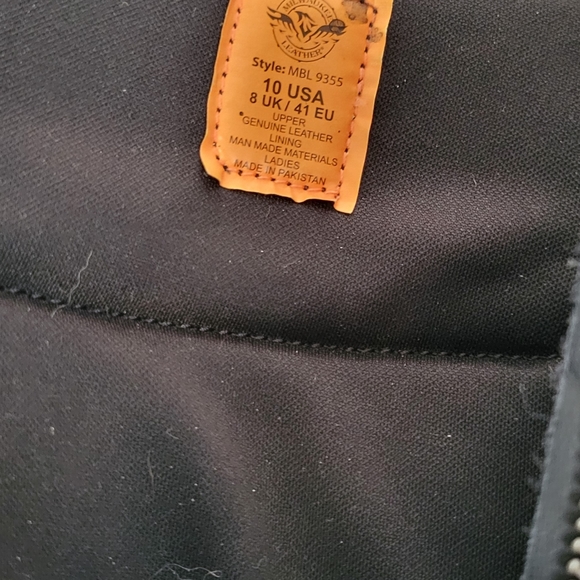 MILWAUKEE
LEATHER
Style: MBL 9355
10 USA
8 UK / 41 EU
UPPER
GENUINE LEATHER
LINING
MAN MADE MATERIALS
LADIES
MADE IN PAKISTAN